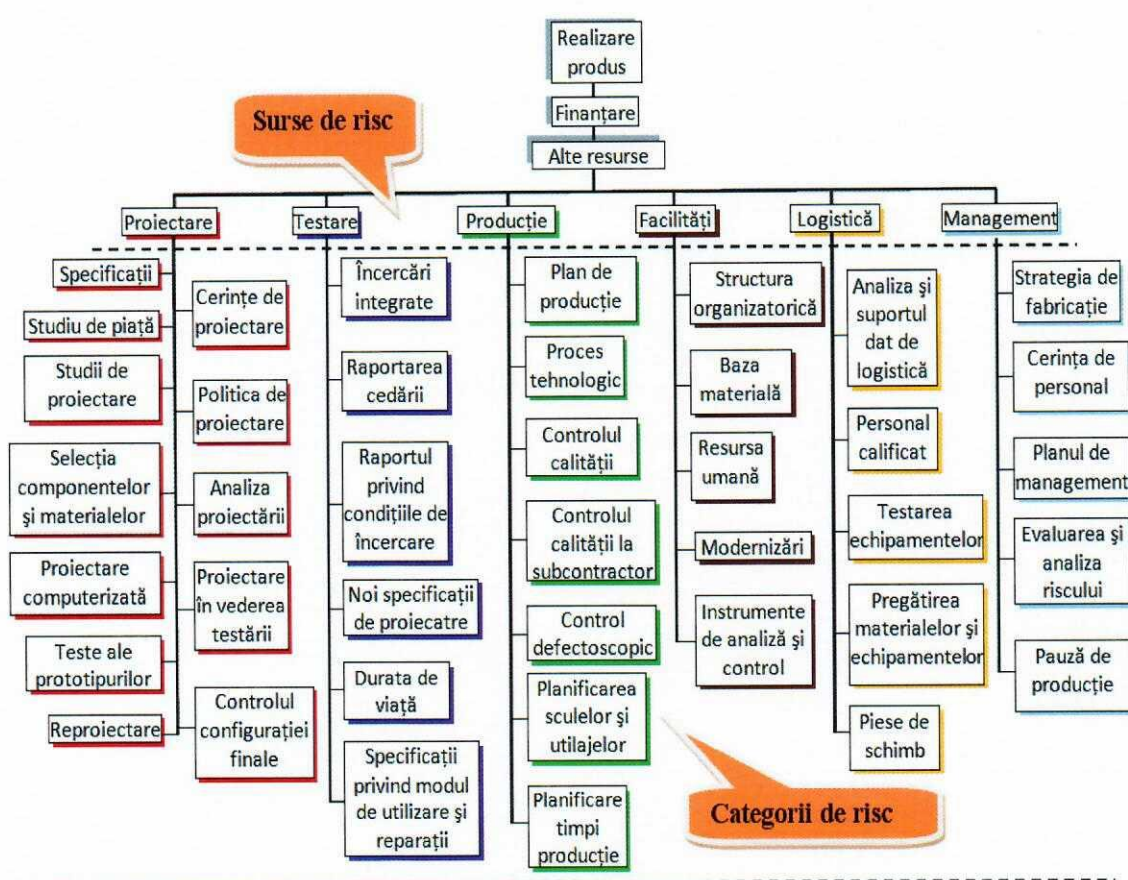 Realizare
produs
Finanțare
Alte resurse
Surse de risc
Proiectare
Testare
Producție
Facilități
Logistică
Management
Specificații
Studiu de piață
Studii de
proiectare
Selecția
componentelor
și materialelor
Proiectare
computerizată
Teste ale
prototipurilor
Reproiectare
Cerințe de
proiectare
Politica de
proiectare
Analiza
proiectării
Proiectare
în vederea
testării
Controlul
configurației
finale
Încercări
integrate
Raportarea
cedării
Raportul
privind
condițiile de
încercare
Noi specificații
de proiecatre
Durata de
viață
Specificații
privind modul
de utilizare și
reparații
Plan de
producție
Proces
tehnologic
Controlul
calității
Controlul
calității la
subcontractor
Control
defectoscopic
Planificarea
sculelor și
utilajelor
Planificare
timpi
producție
Structura
organizatorică
Baza
materială
Resursa
umană
Modernizări
Instrumente
de analiză și
control
Analiza și
suportul
dat de
logistică
Personal
calificat
Testarea
echipamentelor
Pregătirea
materialelor și
echipamentelor
Piese de
schimb
Strategia de
fabricație
Cerința de
personal
Planul de
management
Evaluarea și
analiza
riscului
Pauză de
producție
Categorii de risc